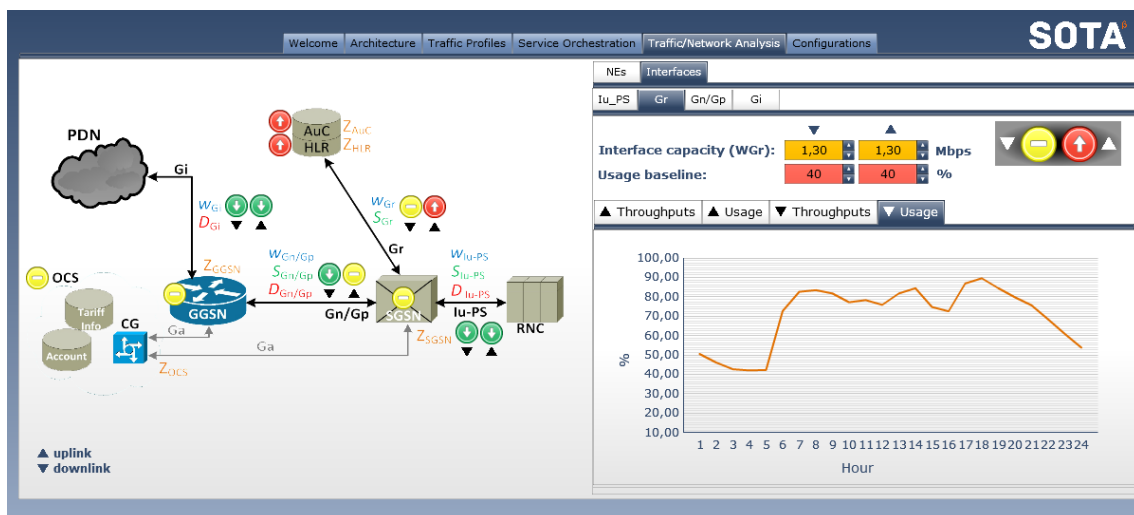 SOTA β
Welcome Architecture Traffic Profiles Service Orchestration Traffic/Network Analysis Configurations
NEs Interfaces
Iu_PS Gr Gn/Gp Gi
▼ ▲
Interface capacity (WGr): 1,30 1,30 Mbps
Usage baseline: 40 40 %
▼ ▲
▲ Throughputs ▲ Usage ▼ Throughputs ▼ Usage
100,00
90,00
80,00
70,00
60,00
50,00
40,00
30,00
20,00
10,00
%
1 2 3 4 5 6 7 8 9 10 11 12 13 14 15 16 17 18 19 20 21 22 23 24
Hour
PDN
Gi
AuC
HLR
ZAuC
ZHLR
WGi
DGi
▼ ▲
WGr
SGr
▼ ▲
Gr
ZGGSN
WGn/Gp
SGn/Gp
DGn/Gp
▼ ▲
Gn/Gp
WIu-PS
SIu-PS
DIu-PS
Iu-PS
▼ ▲
OCS
Tariff
Info
Account
CG
GGSN
SGSN
RNC
ZSGSN
Ga
Ga
ZOCS
▲ uplink
▼ downlink